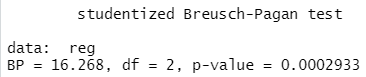 studentized Breusch-Pagan test
data:  reg
BP = 16.268, df = 2, p-value = 0.0002933